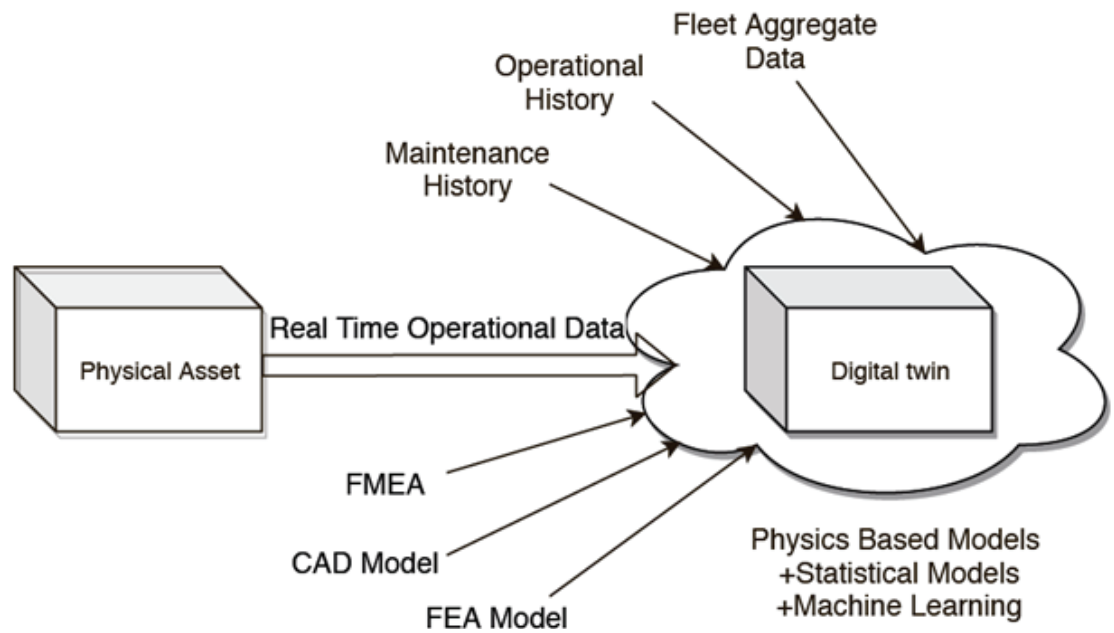 Fleet Aggregate
Data
Operational
History
Maintenance
History
Real Time Operational Data
Physical Asset
Digital twin
FMEA
CAD Model
FEA Model
Physics Based Models
+Statistical Models
+Machine Learning